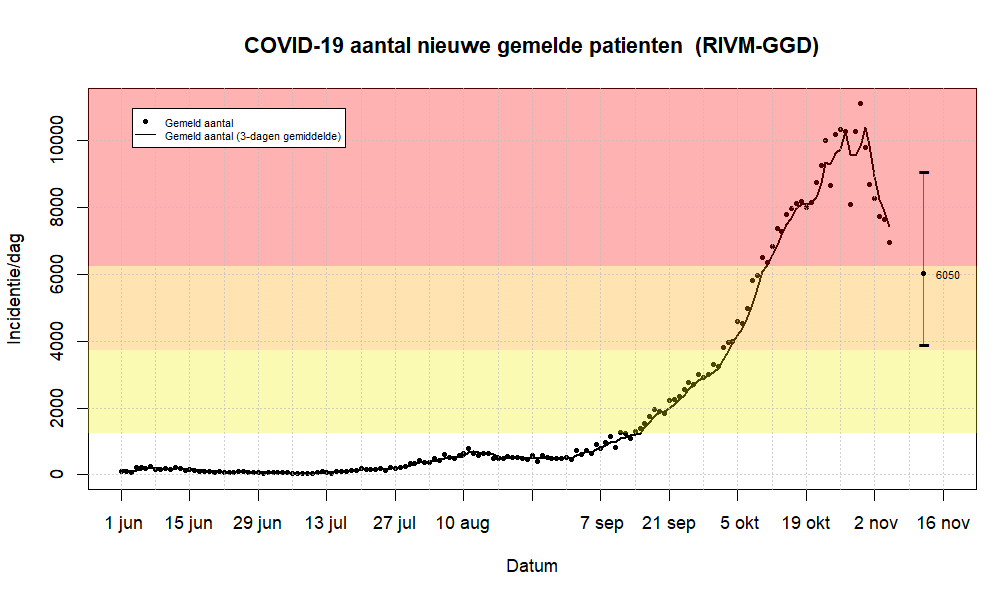 COVID-19 aantal nieuwe gemelde patienten (RIVM-GGD)
Gemeld aantal
Gemeld aantal (3-dagen gemiddelde)
Incidentie/dag
10000
8000
6000
4000
2000
0
6050
1 jun 15 jun 29 jun 13 jul 27 jul 10 aug 7 sep 21 sep 5 okt 19 okt 2 nov 16 nov
Datum